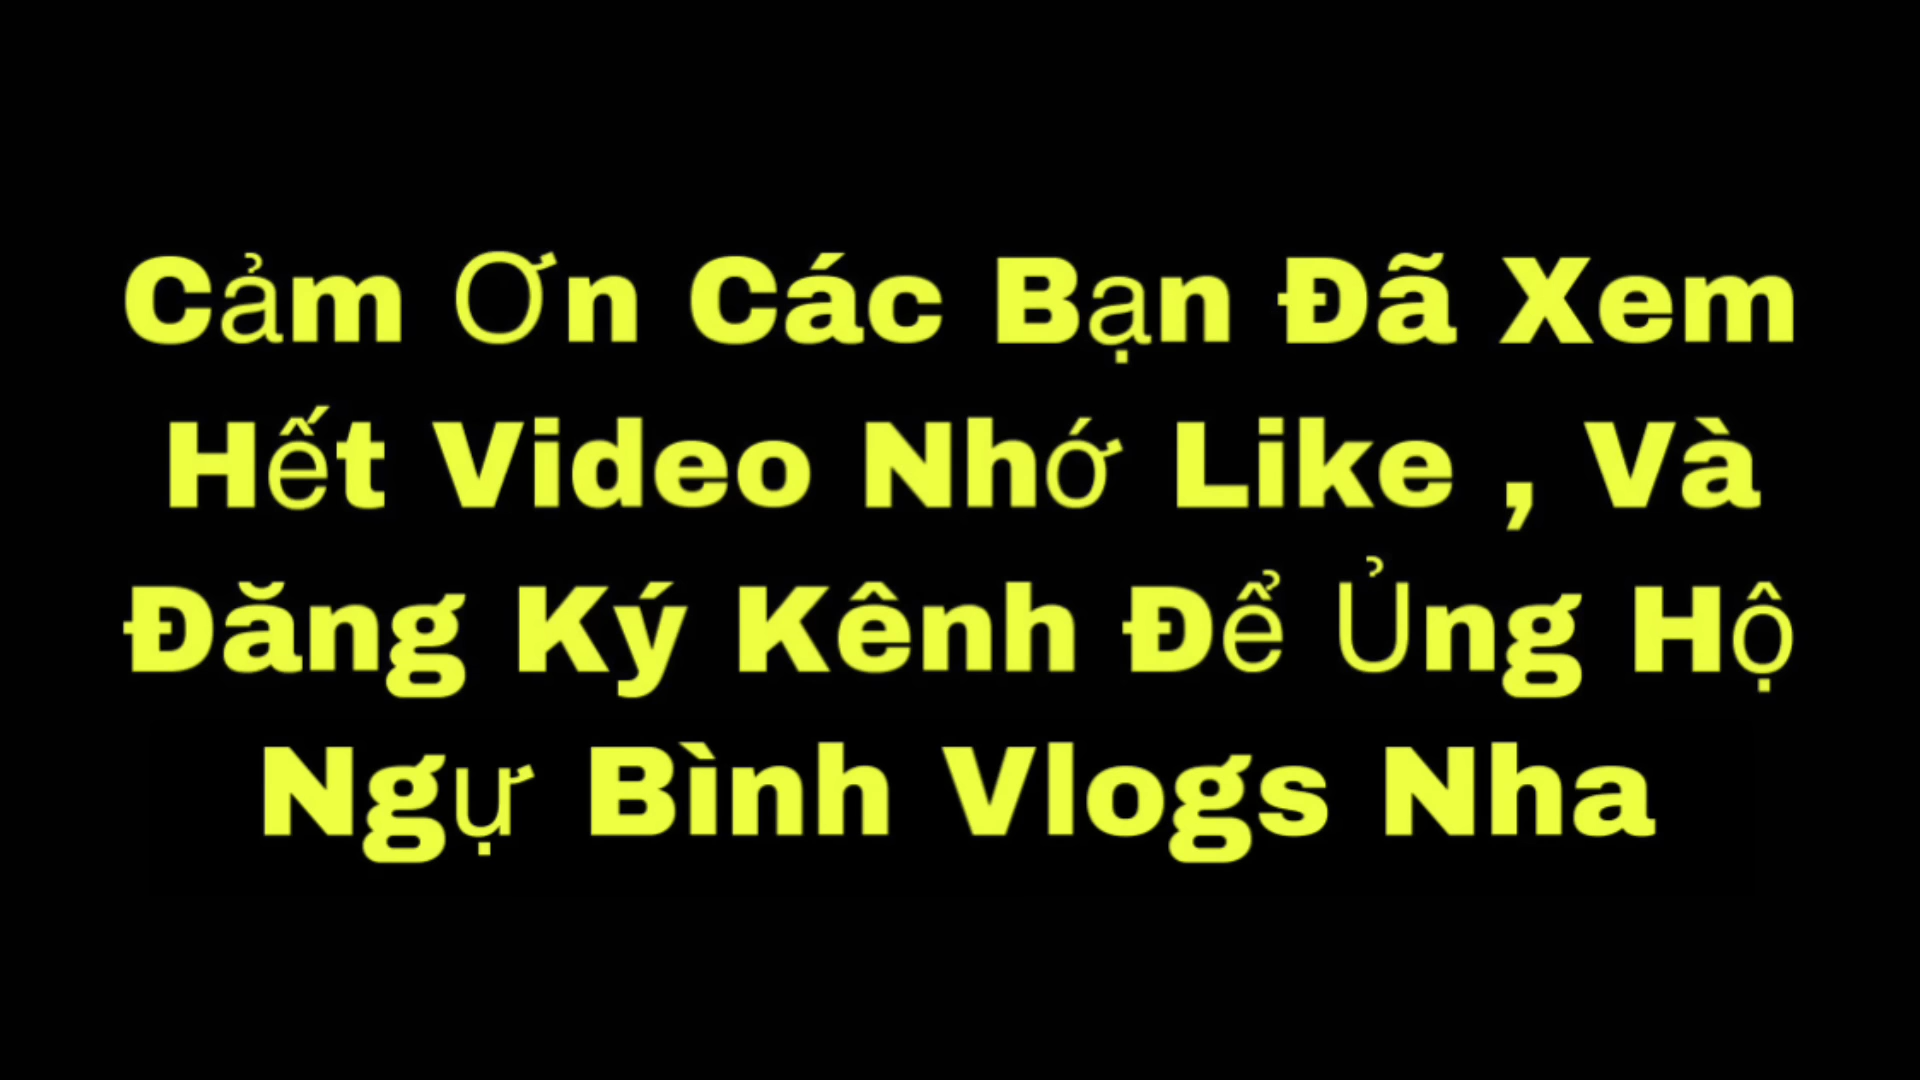 Cảm Ơn Các Bạn Đã Xem
Hết Video Nhớ Like , Và
Đăng Ký Kênh Để Ủng Hộ
Ngự Bình Vlogs Nha